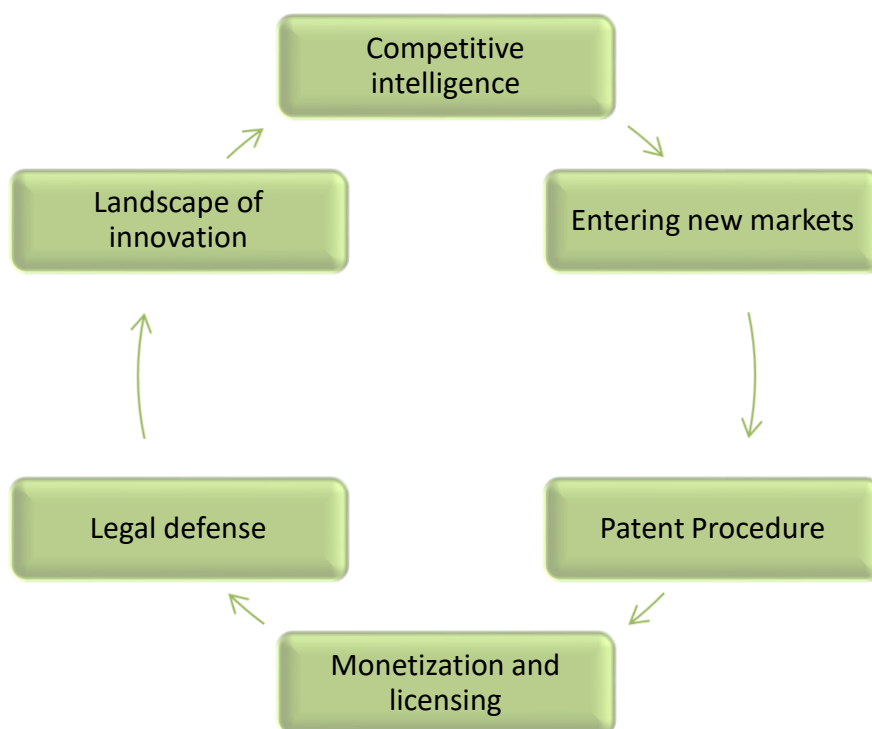 Competitive
intelligence
Entering new markets
Patent Procedure
Monetization and
licensing
Legal defense
Landscape of
innovation